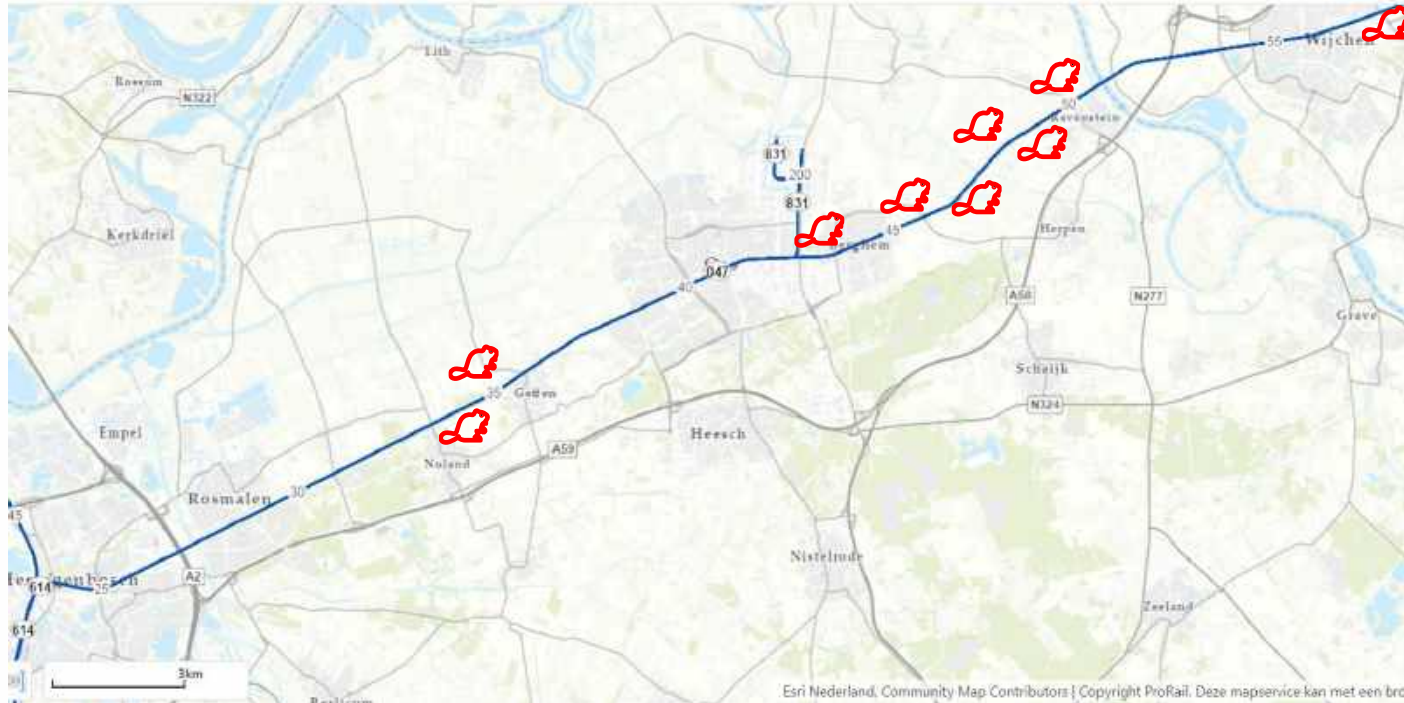 Lith
Wijchen
55
Rossum
N322
50
Ravenstein
831
200
831
Kerkdriel
Herpen
45
Berghem
047
40
A50
N277
Grave
35
Geffen
Schaijk
Empel
N324
Heesch
A59
Noland
Rosmalen
30
45
Nistelrode
A2
614
25
Zeeland
614
3km
Esri Nederland, Community Map Contributors | Copyright ProRail. Deze mapservice kan met een bro